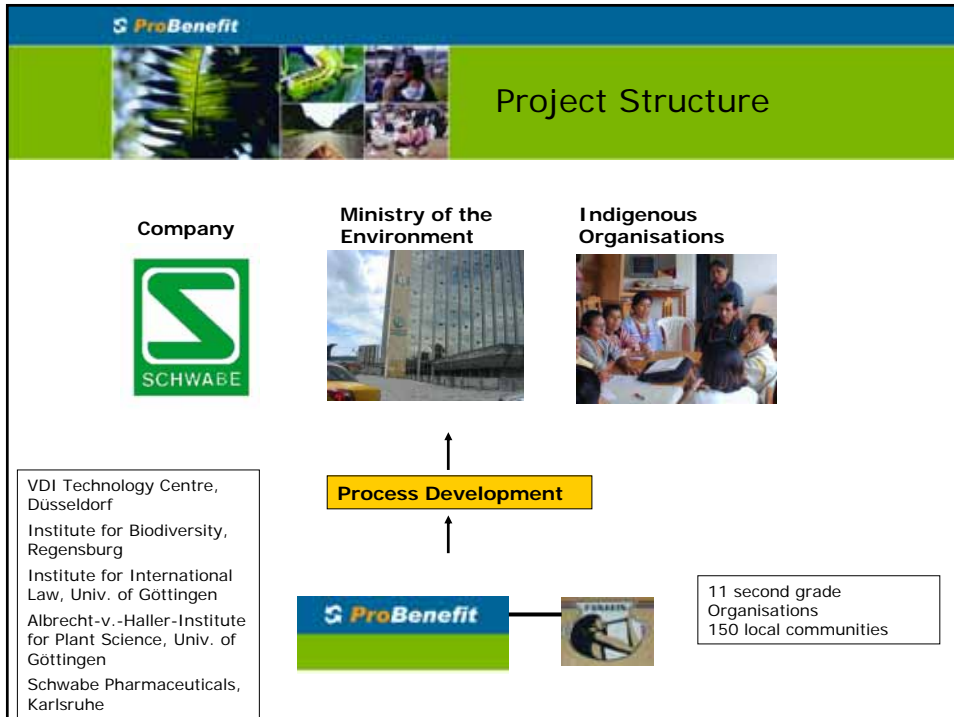 ProBenefit
Project Structure
Company
Ministry of the
Environment
Indigenous
Organisations
SCHWABE
Process Development
VDI Technology Centre,
Düsseldorf
Institute for Biodiversity,
Regensburg
Institute for International
Law, Univ. of Göttingen
Albrecht-v.-Haller-Institute
for Plant Science, Univ. of
Göttingen
Schwabe Pharmaceuticals,
Karlsruhe
ProBenefit
11 second grade
Organisations
150 local communities